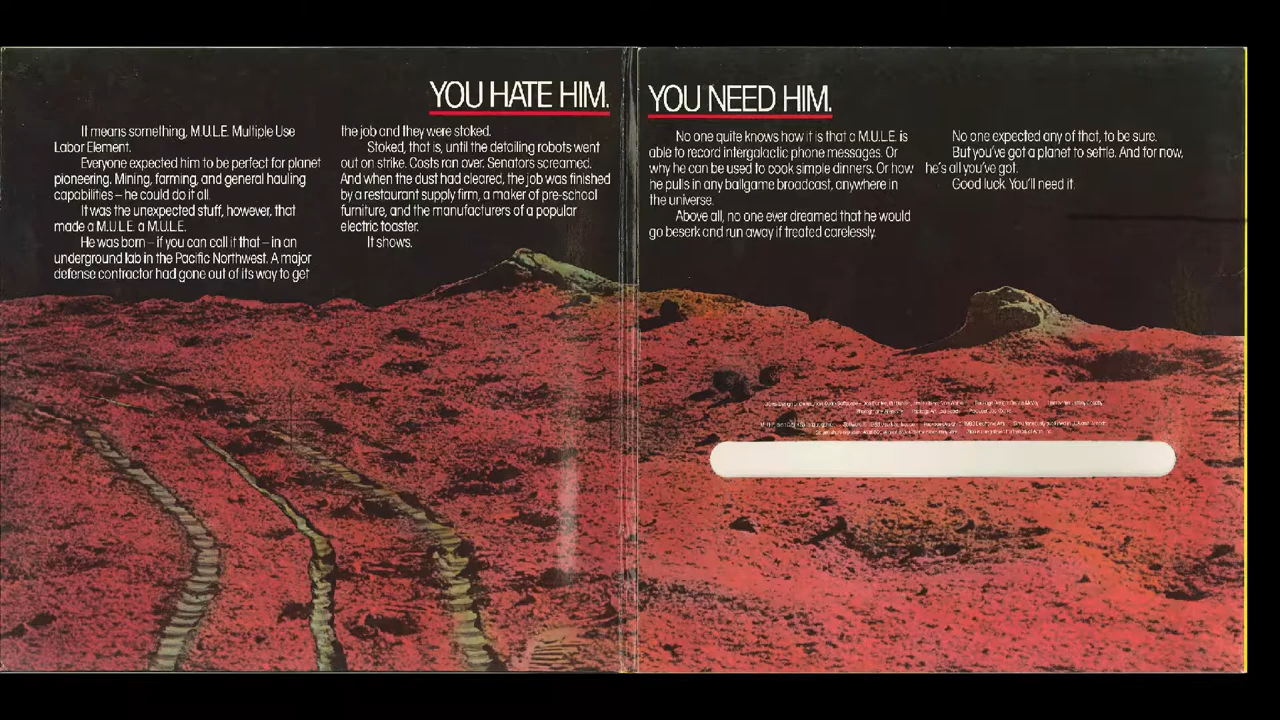 YOU HATE HIM.
It means something, M.U.L.E. Multiple Use
Labor Element.
Everyone expected him to be perfect for planet
pioneering. Mining, farming, and general hauling
capabilities – he could do it all.
It was the unexpected stuff, however, that
made a M.U.L.E. a M.U.L.E.
He was born – if you can call it that – in an
underground lab in the Pacific Northwest. A major
defense contractor had gone out of its way to get
the job and they were stoked.
Stoked, that is, until the detailing robots went
out on strike. Costs ran over. Senators screamed.
And when the dust had cleared, the job was finished
by a restaurant supply firm, a maker of pre-school
furniture, and the manufacturers of a popular
electric toaster.
It shows.
YOU NEED HIM.
No one quite knows how it is that a M.U.L.E. is
able to record intergalactic phone messages. Or
why he can be used to cook simple dinners. Or how
he pulls in any ballgame broadcast, anywhere in
the universe.
Above all, no one ever dreamed that he would
go beserk and run away if treated carelessly.
No one expected any of that, to be sure.
But you've got a planet to settle. And for now,
he's all you've got.
Good luck. You'll need it.